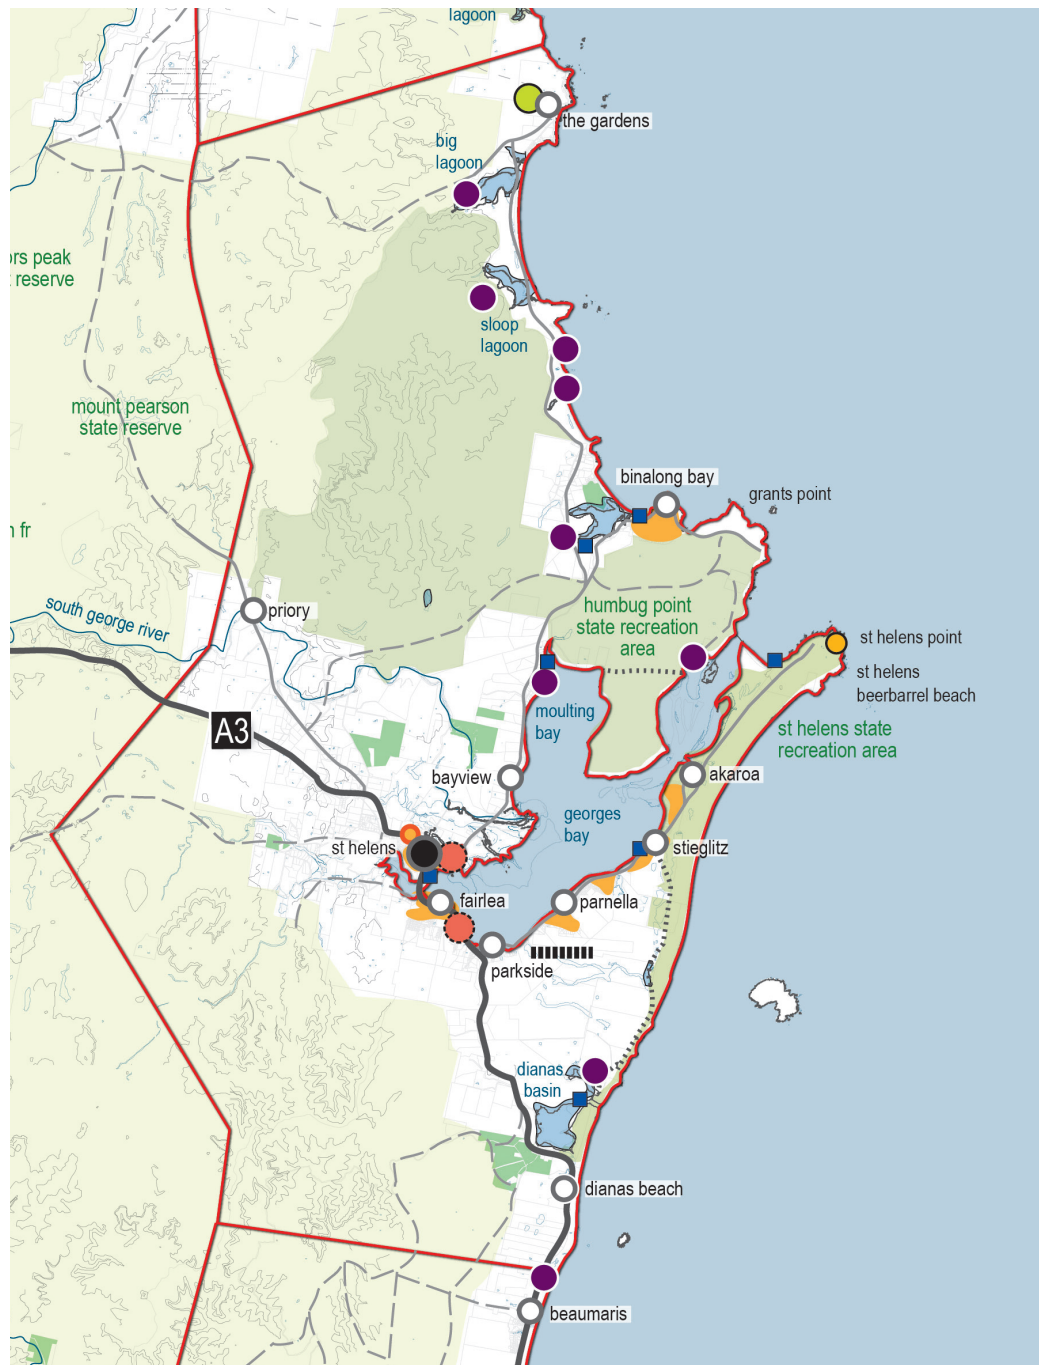 lagoon
the gardens
big
lagoon
ors peak
reserve
sloop
lagoon
mount pearson
state reserve
binalong bay
grants point
fr
south george river
priory
humbug point
state recreation
area
st helens point
st helens
beerbarrel beach
moulting
bay
st helens state
recreation area
A3
bayview
akaroa
georges
bay
st helens
stieglitz
fairlea
parnella
parkside
dianas
basin
dianas beach
beaumaris